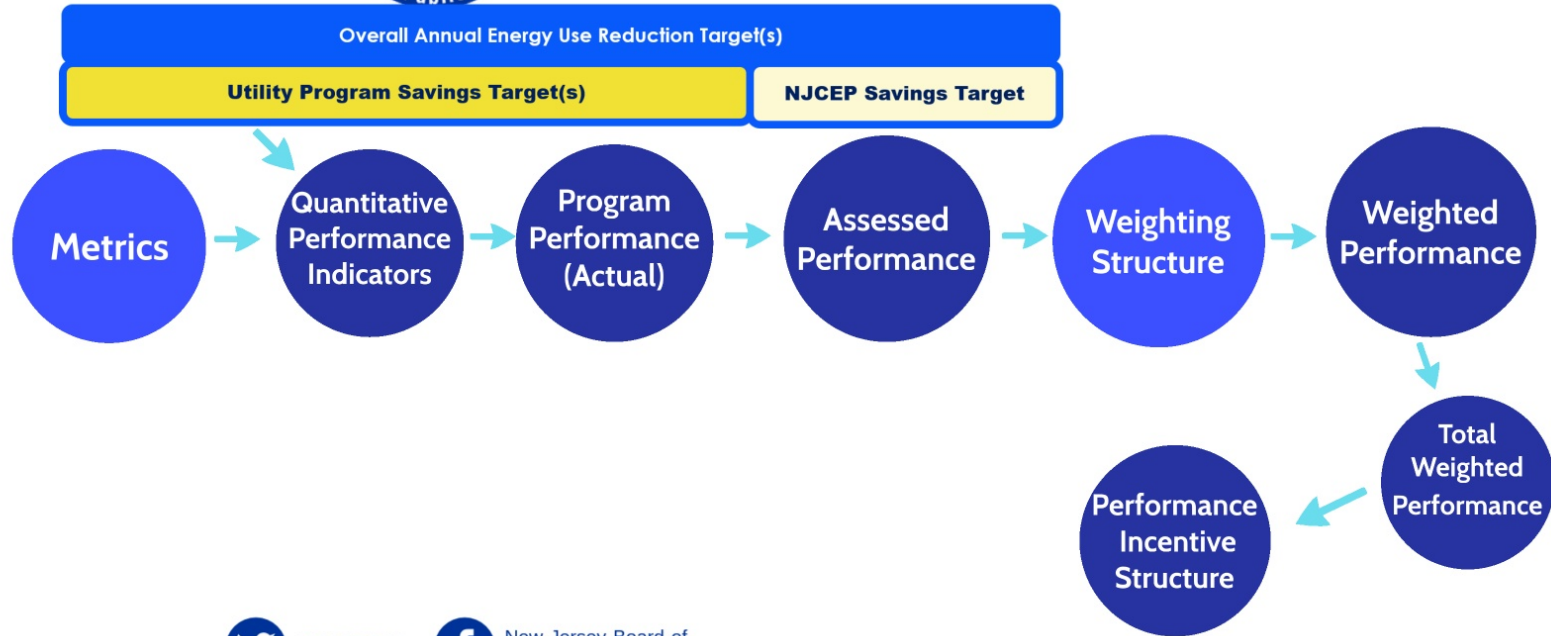 Overall Annual Energy Use Reduction Target(s)
Utility Program Savings Target(s)
NJCEP Savings Target
Metrics
Quantitative
Performance
Indicators
Program
Performance
(Actual)
Assessed
Performance
Weighting
Structure
Weighted
Performance
Total
Weighted
Performance
Performance
Incentive
Structure
New Jersey Board of